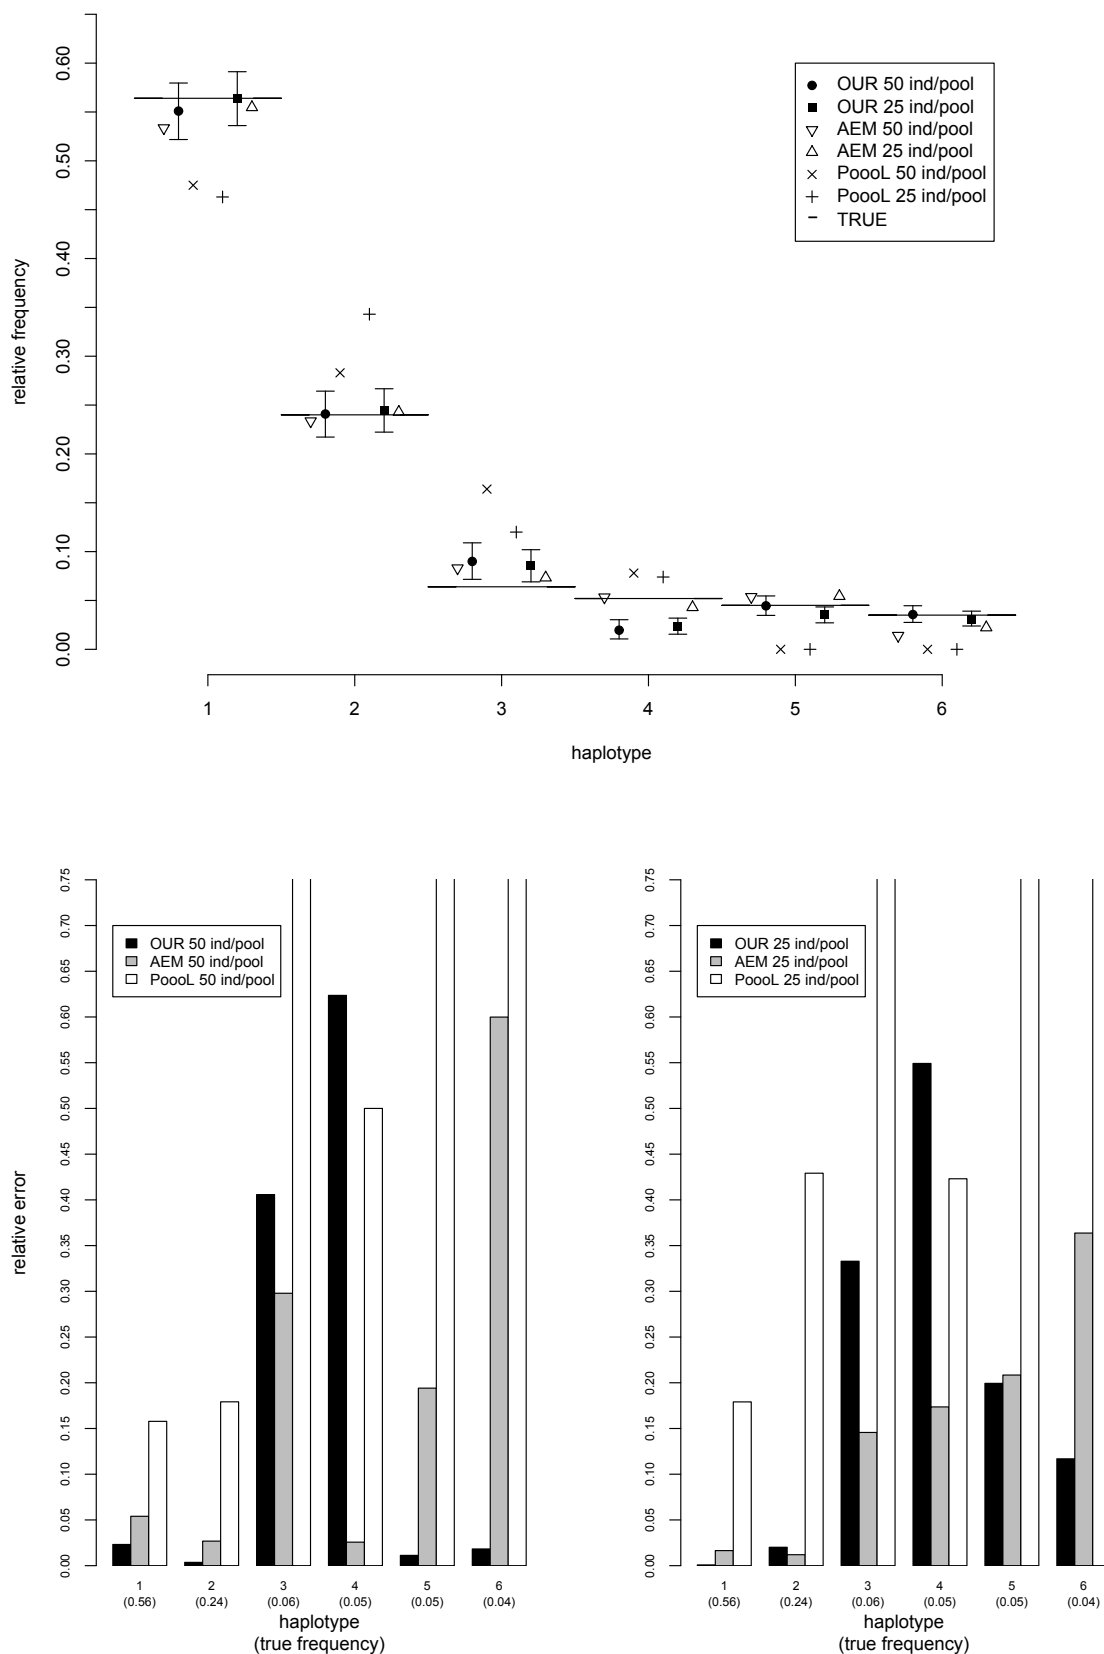 0.60
0.50
0.40
0.30
0.20
0.10
0.00
relative frequency
OUR 50 ind/pool
OUR 25 ind/pool
AEM 50 ind/pool
AEM 25 ind/pool
PoooL 50 ind/pool
PoooL 25 ind/pool
TRUE
1 2 3 4 5 6
haplotype
0.75
0.70
0.65
0.60
0.55
0.50
0.45
0.40
0.35
0.30
0.25
0.20
0.15
0.10
0.05
0.00
relative error
OUR 50 ind/pool
AEM 50 ind/pool
PoooL 50 ind/pool
1 2 3 4 5 6
(0.56) (0.24) (0.06) (0.05) (0.05) (0.04)
haplotype
(true frequency)
0.75
0.70
0.65
0.60
0.55
0.50
0.45
0.40
0.35
0.30
0.25
0.20
0.15
0.10
0.05
0.00
OUR 25 ind/pool
AEM 25 ind/pool
PoooL 25 ind/pool
1 2 3 4 5 6
(0.56) (0.24) (0.06) (0.05) (0.05) (0.04)
haplotype
(true frequency)